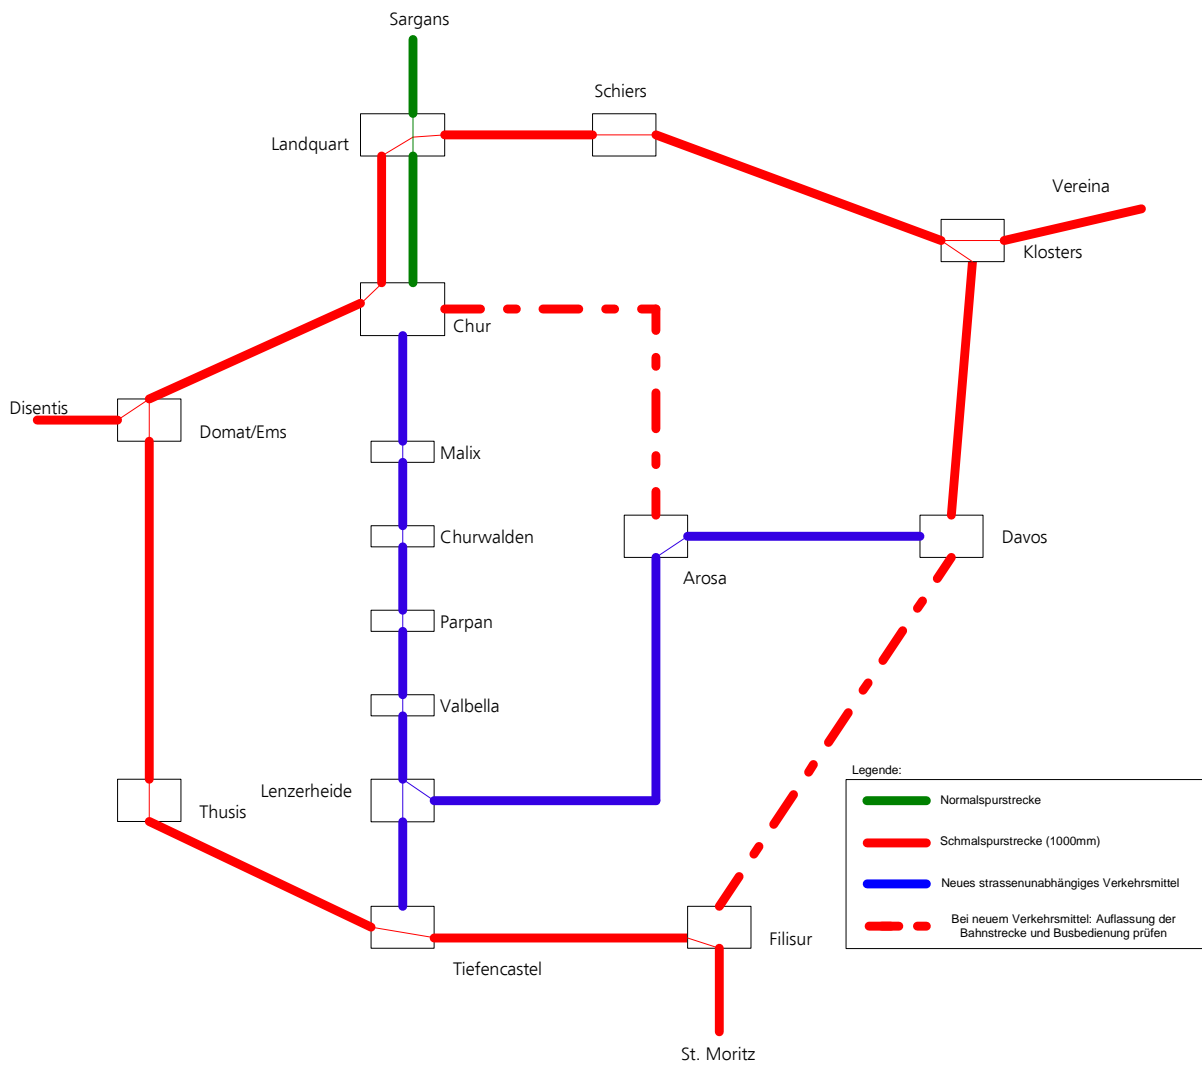 Sargans
Schiers
Landquart
Vereina
Klosters
Chur
Disentis
Domat/Ems
Malix
Churwalden
Davos
Arosa
Parpan
Valbella
Lenzerheide
Thusis
Legende:
Normalspurstrecke
Schmalspurstrecke (1000mm)
Neues strassenunabhängiges Verkehrsmittel
Bei neuem Verkehrsmittel: Auflassung der
Bahnstrecke und Busbedienung prüfen
Filisur
Tiefencastel
St. Moritz